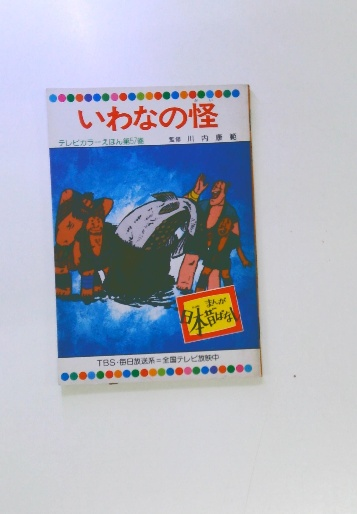 いわなの怪
テレビカラーえほん第57巻
監修 川内康範
まんが
日本昔ばなし
TBS・毎日放送系=全国テレビ放映中